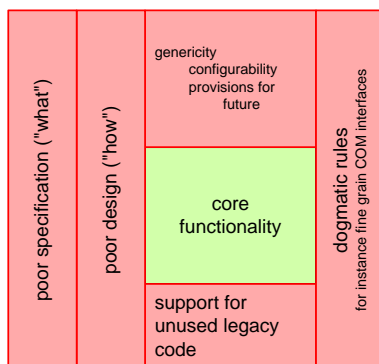 poor specification ("what")
poor design ("how")
genericity
configurability
provisions for
future
core
functionality
support for
unused legacy
code
dogmatic rules
for instance fine grain COM interfaces